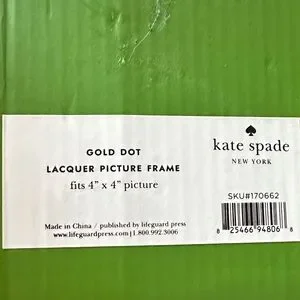 GOLD DOT
LACQUER PICTURE FRAME
fits 4" x 4" picture
Made in China / published by lifeguard press
www.lifeguardpress.com | 1.800.992.3006
kate spade
NEW YORK
SKU#170662
8 25466 94806 8